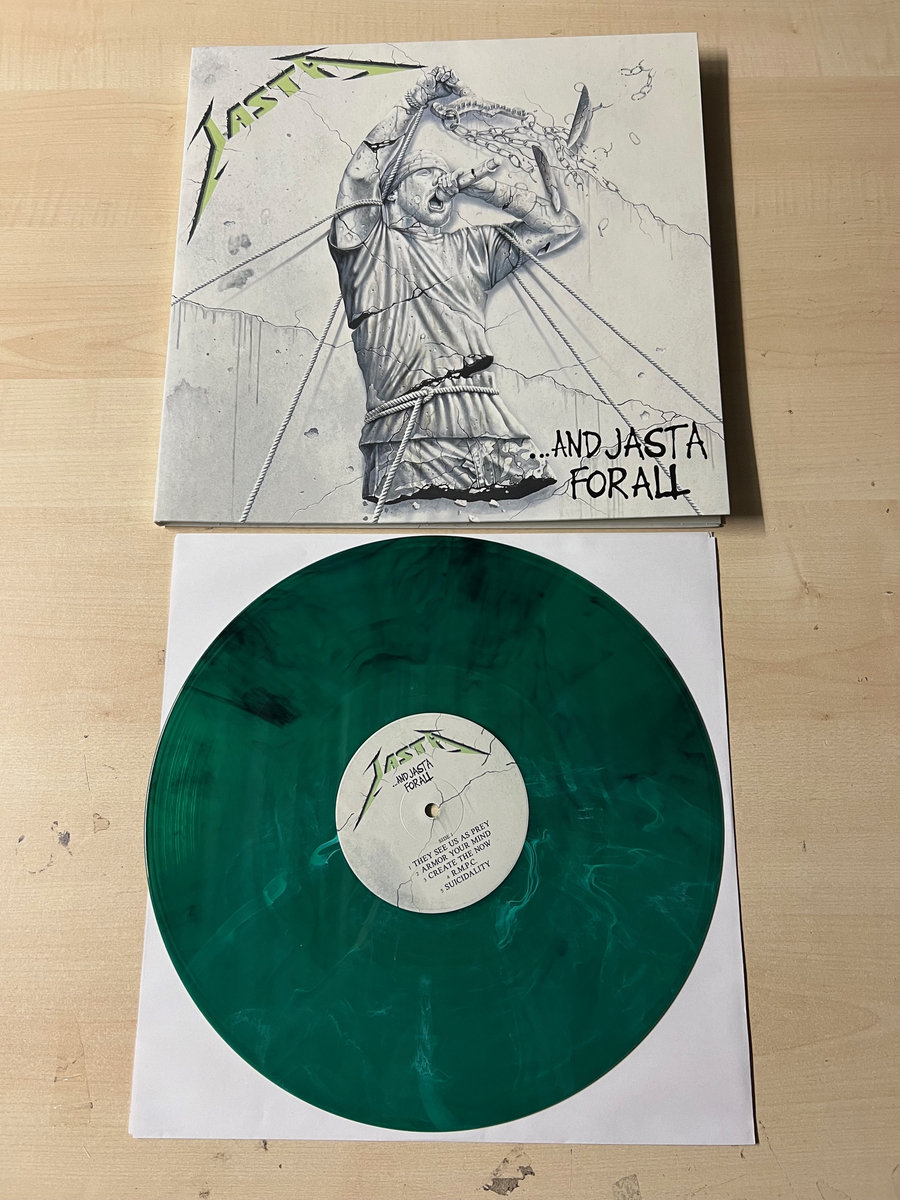 JASTA
...AND JASTA
FOR ALL
JASTA
...AND JASTA
FOR ALL
SIDE 1
1 THEY SEE US AS PREY
2 ARMOR YOUR MIND
3 CREATE THE NOW
4 R.M.P.C.
5 SUICIDALITY